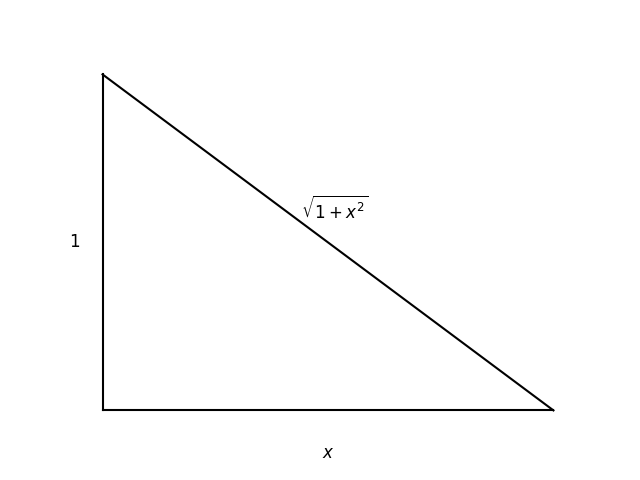 √1 + x²
1
x